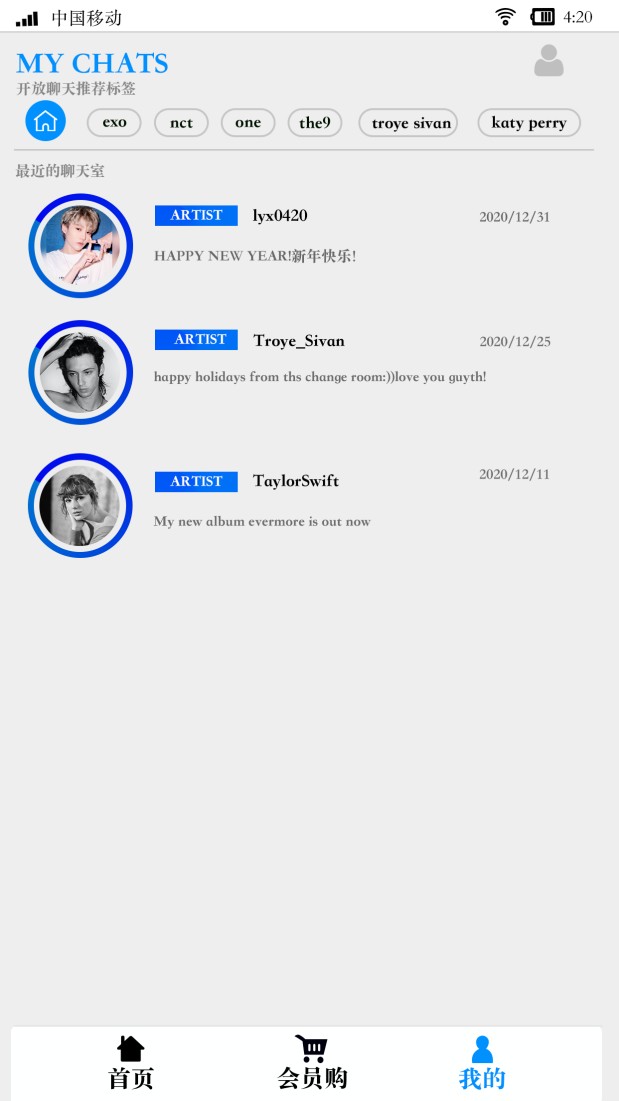 中国移动 4:20
MY CHATS
开放聊天推荐标签
exo nct one the9 troye sivan katy perry
最近的聊天室
ARTIST lyx0420 2020/12/31
HAPPY NEW YEAR!新年快乐!
ARTIST Troye_Sivan 2020/12/25
happy holidays from ths change room:))love you guyth!
ARTIST TaylorSwift 2020/12/11
My new album evermore is out now
首页 会员购 我的